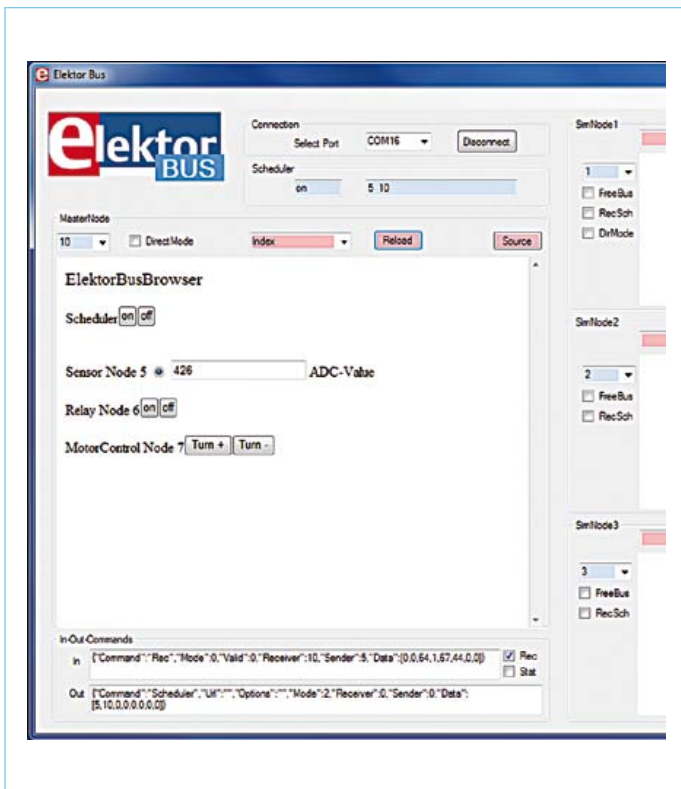 Elektor Bus
elektor
BUS
Connection
Select Port COM16 Disconnect
Scheduler
on 5 10
MasterNode
10 DirectMode Index Reload Source
ElektorBusBrowser
Scheduler on off
Sensor Node 5 426 ADC-Value
Relay Node 6 on off
MotorControl Node 7 Turn + Turn -
In-Out-Commands
In {"Command":"Rec","Mode":0,"Valid":0,"Receiver":10,"Sender":5,"Data":[0,0,64,1,67,44,0,0]} Rec
Stat
Out {"Command":"Scheduler","Url":"","Options":"","Mode":2,"Receiver":0,"Sender":0,"Data":
[5,10,0,0,0,0,0,0]}
SimNode1
1
FreeBus
RecSch
DirMode
SimNode2
2
FreeBus
RecSch
SimNode3
3
FreeBus
RecSch